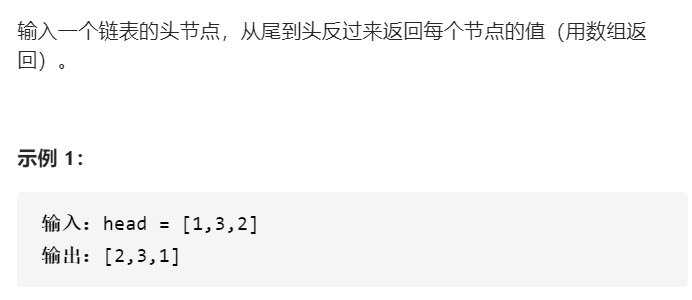 输入一个链表的头节点，从尾到头反过来返回每个节点的值（用数组返
回）。
示例 1：
输入：head = [1,3,2]
输出：[2,3,1]